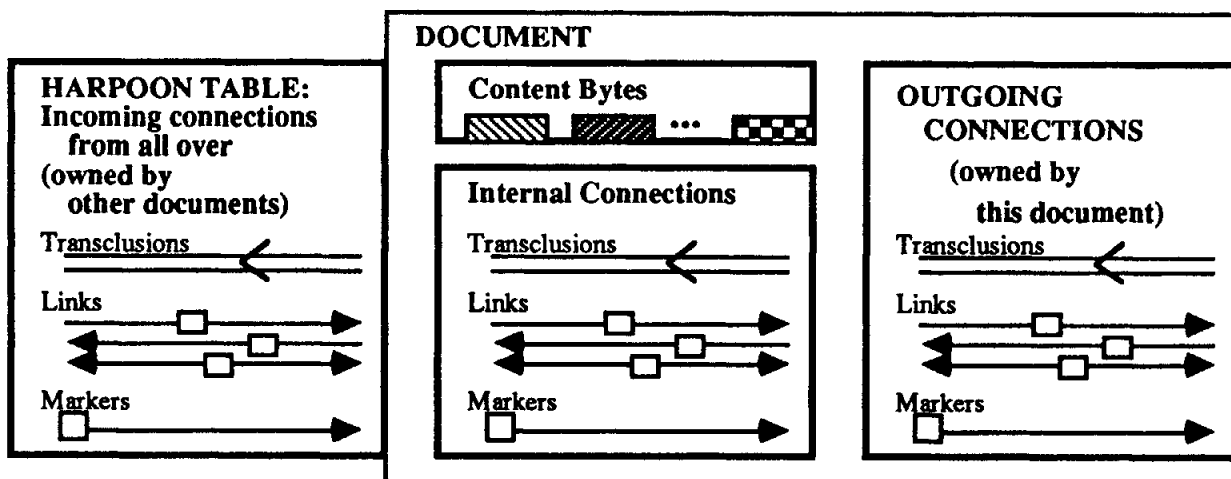 DOCUMENT
HARPOON TABLE:
Incoming connections
from all over
(owned by
other documents)
Transclusions
Links
Markers
Content Bytes
...
Internal Connections
Transclusions
Links
Markers
OUTGOING
CONNECTIONS
(owned by
this document)
Transclusions
Links
Markers